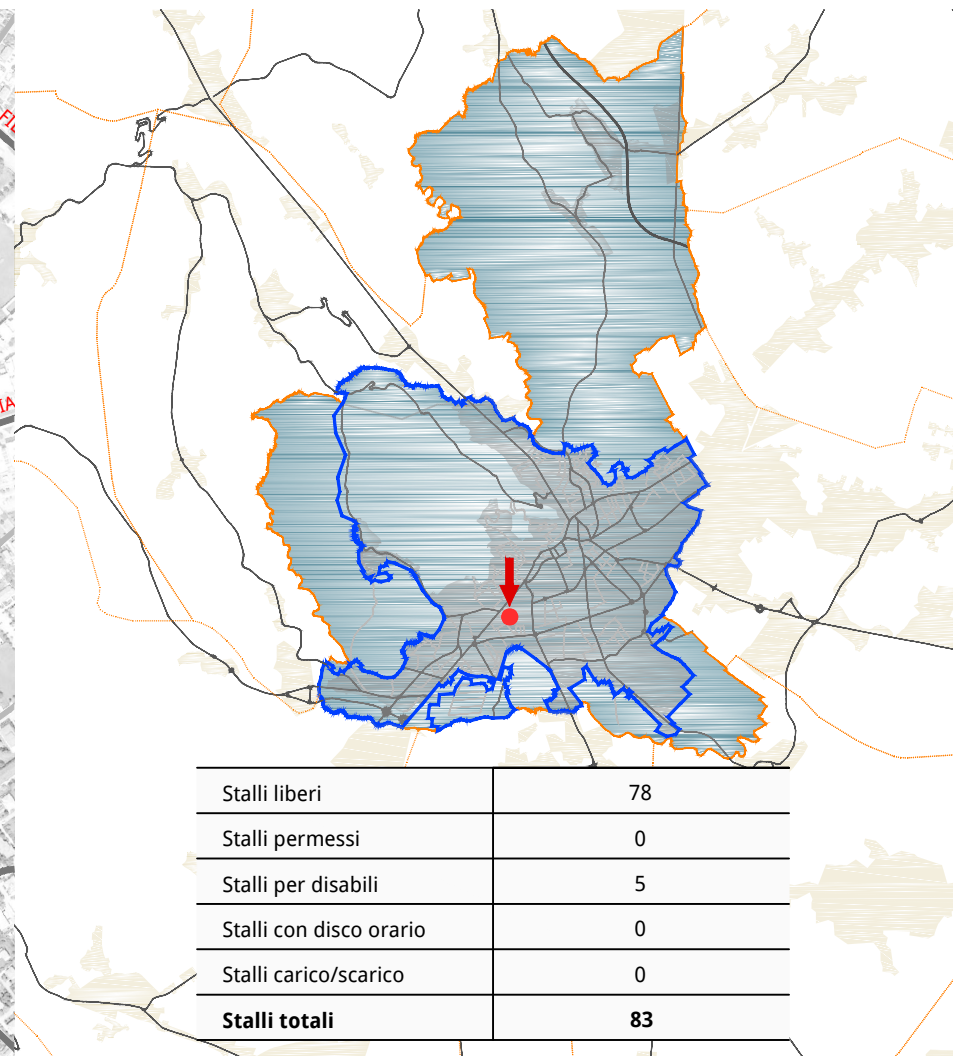 Stalli liberi 78
Stalli permessi 0
Stalli per disabili 5
Stalli con disco orario 0
Stalli carico/scarico 0
Stalli totali 83